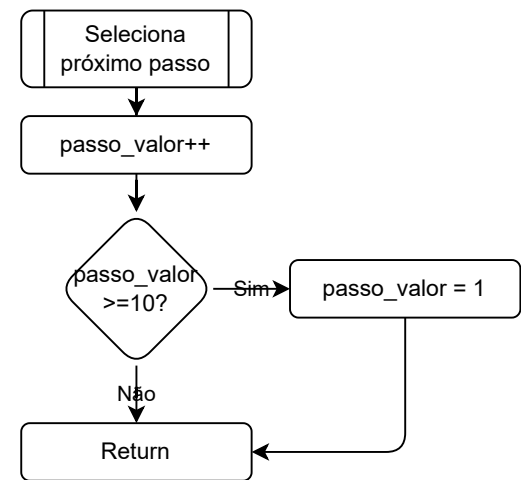 Seleciona
próximo passo
passo_valor++
passo_valor
>=10?
Sim
passo_valor = 1
Não
Return